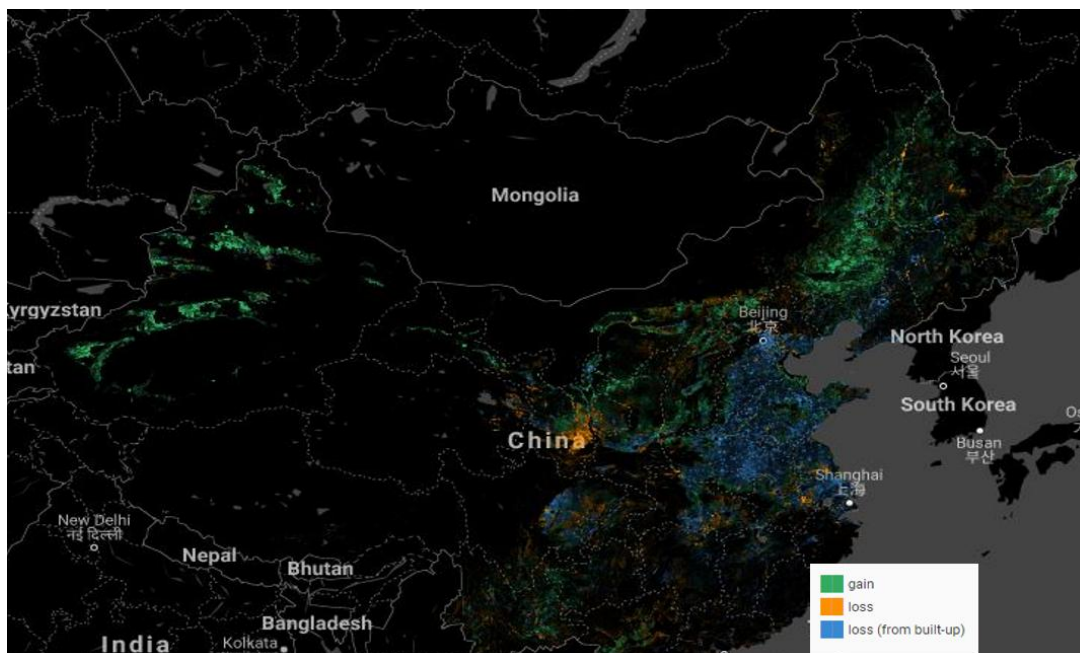 Mongolia
Kyrgyzstan
Beijing
北京
North Korea
Seoul
서울
tan
South Korea
China
Busan
부산
Shanghai
上海
New Delhi
नई दिल्ली
Nepal
Bhutan
gain
loss
Bangladesh
loss (from built-up)
India
Kolkata